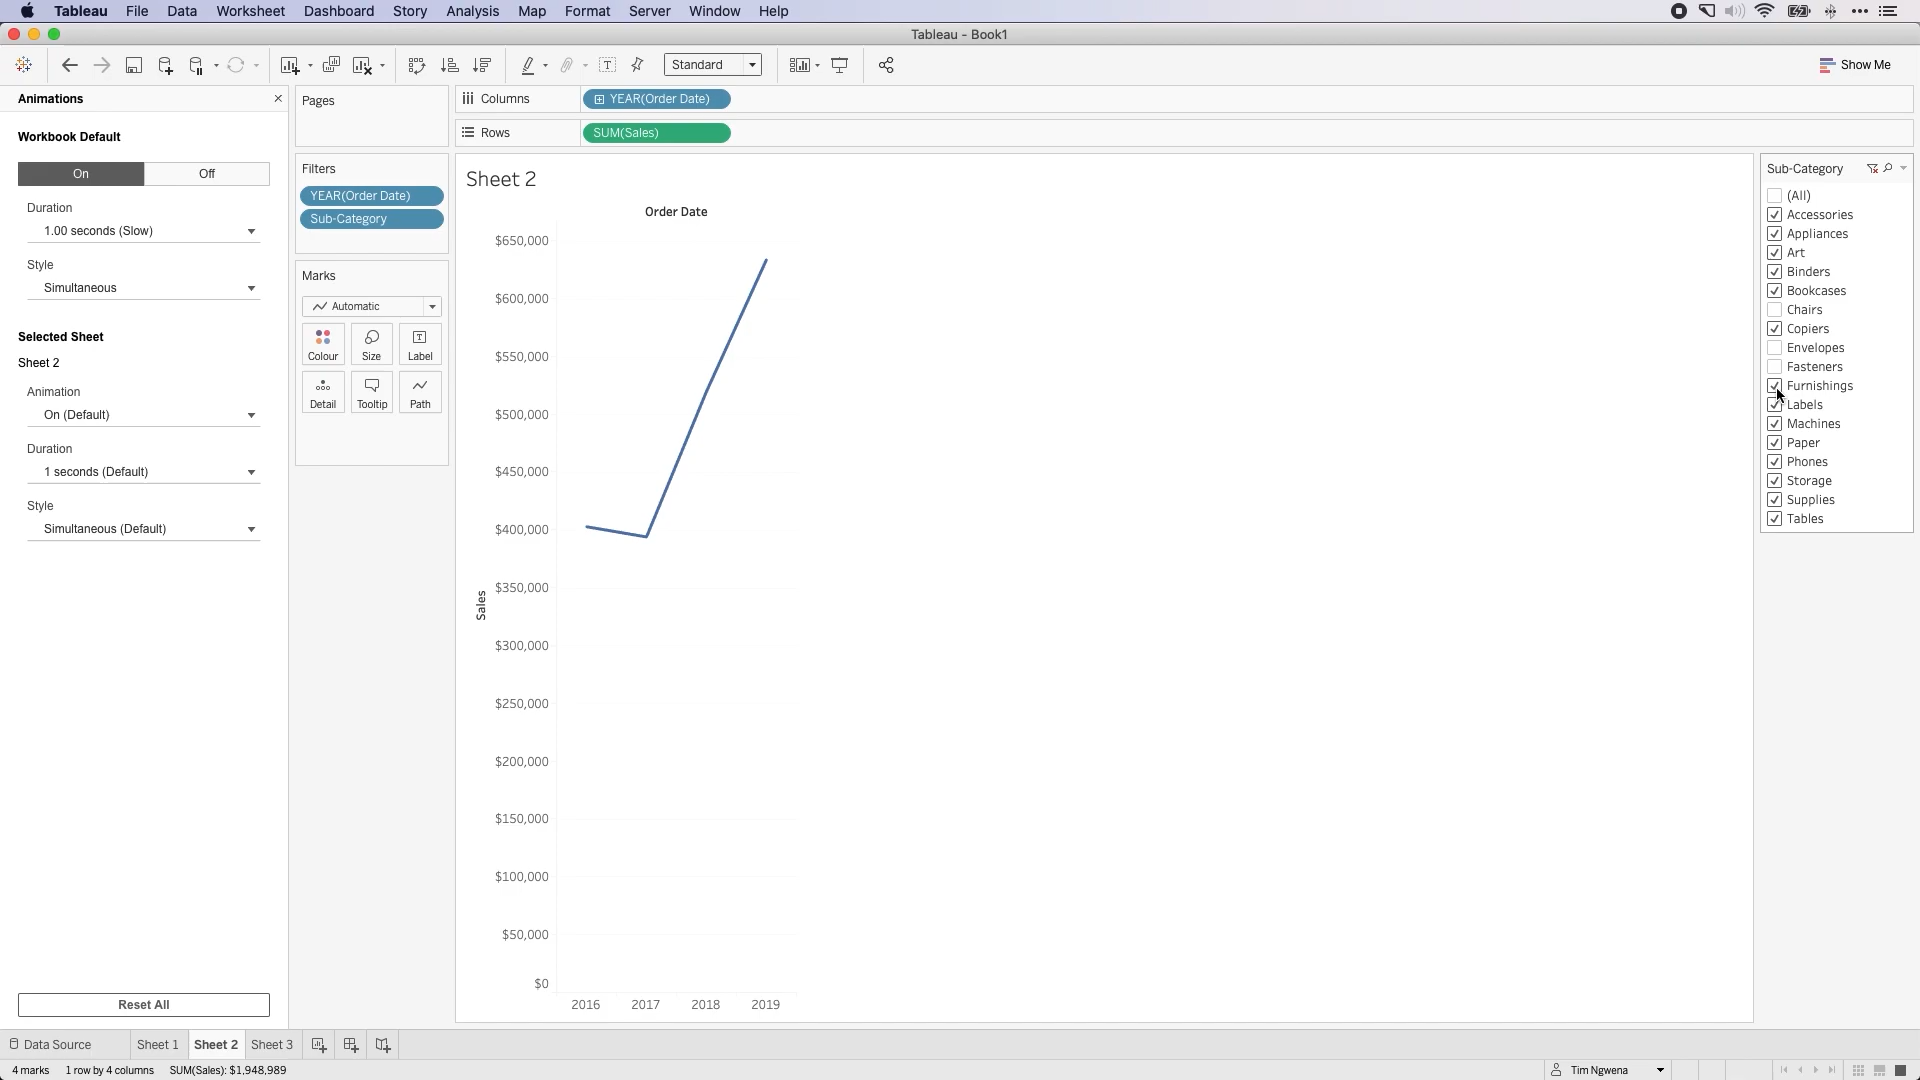 Tableau File Data Worksheet Dashboard Story Analysis Map Format Server Window Help
Tableau - Book1
Standard
Show Me
Animations
Workbook Default
On Off
Duration
1.00 seconds (Slow)
Style
Simultaneous
Selected Sheet
Sheet 2
Animation
On (Default)
Duration
1 seconds (Default)
Style
Simultaneous (Default)
Reset All
Pages
Filters
YEAR(Order Date)
Sub-Category
Marks
Automatic
Colour Size Label
Detail Tooltip Path
Columns YEAR(Order Date)
Rows SUM(Sales)
Sheet 2
Order Date
$650,000
$600,000
$550,000
$500,000
$450,000
$400,000
$350,000
$300,000
$250,000
$200,000
$150,000
$100,000
$50,000
$0
Sales
2016 2017 2018 2019
Sub-Category
(All)
Accessories
Appliances
Art
Binders
Bookcases
Chairs
Copiers
Envelopes
Fasteners
Furnishings
Labels
Machines
Paper
Phones
Storage
Supplies
Tables
Data Source Sheet 1 Sheet 2 Sheet 3
4 marks 1 row by 4 columns SUM(Sales): $1,948,989 Tim Ngwena